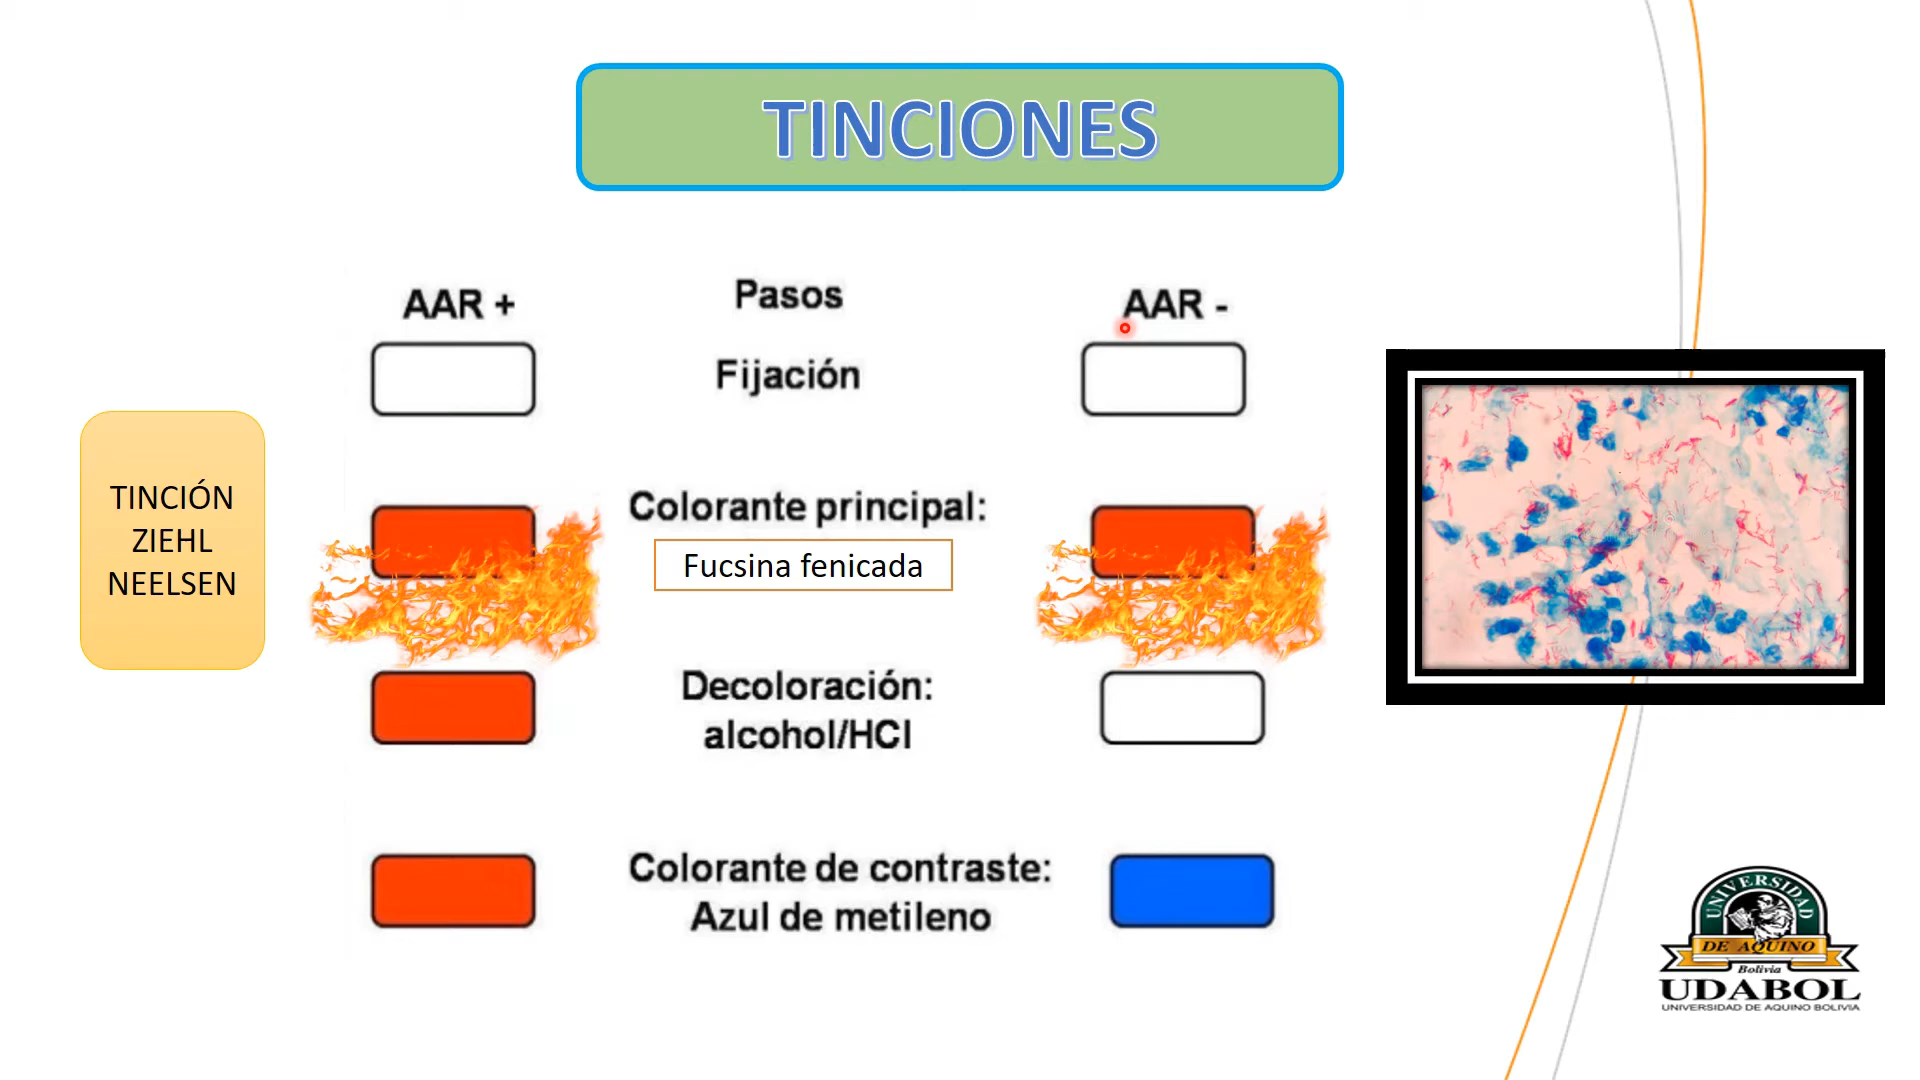 TINCIONES
AAR +
Pasos
AAR -
Fijación
TINCIÓN
ZIEHL
NEELSEN
Colorante principal:
Fucsina fenicada
Decoloración:
alcohol/HCl
Colorante de contraste:
Azul de metileno
UNIVERSIDAD
DE AQUINO
Bolivia
UDABOL
UNIVERSIDAD DE AQUINO BOLIVIA